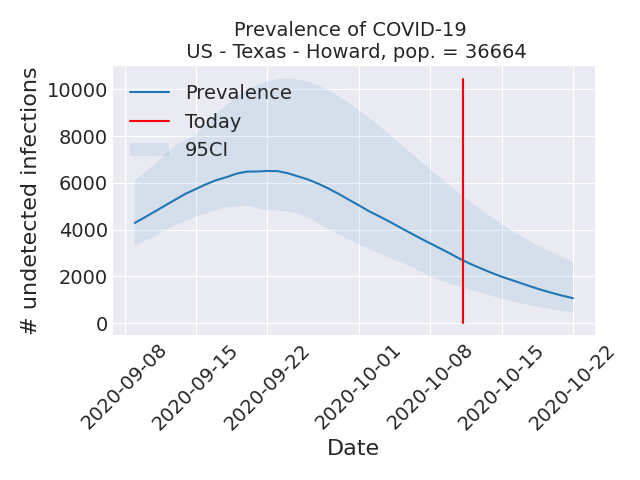 Prevalence of COVID-19
US - Texas - Howard, pop. = 36664
# undetected infections
10000
8000
6000
4000
2000
0
Prevalence
Today
95CI
2020-09-08
2020-09-15
2020-09-22
2020-10-01
2020-10-08
2020-10-15
2020-10-22
Date